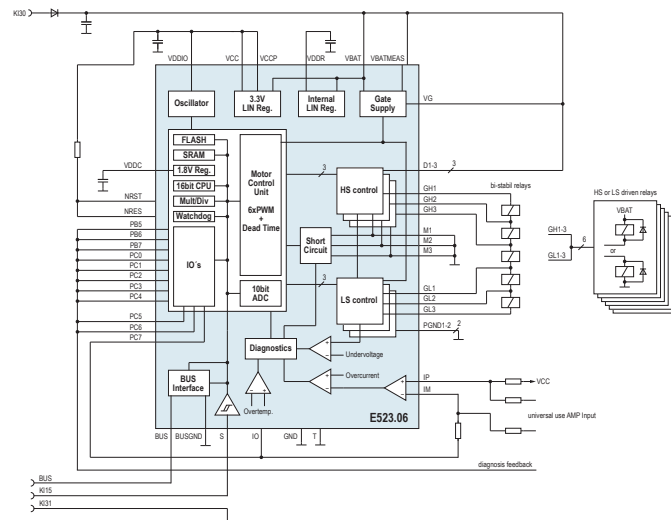 KI30
VDDIO
VCC
VCCP
VDDR
VBAT
VBATMEAS
Oscillator
3.3V
LIN Reg.
Internal
LIN Reg.
Gate
Supply
VG
FLASH
SRAM
1.8V Reg.
16bit CPU
Mult/Div
Watchdog
IO´s
Motor
Control
Unit
6xPWM
+
Dead Time
10bit
ADC
VDDC
NRST
NRES
PB5
PB6
PB7
PC0
PC1
PC2
PC3
PC4
PC5
PC6
PC7
3
HS control
Short
Circuit
3
LS control
D1-3
3
GH1
GH2
GH3
M1
M2
M3
GL1
GL2
GL3
PGND1-2
2
bi-stabil relays
HS or LS driven relays
VBAT
or
GH1-3
6
GL1-3
Diagnostics
+
−
Undervoltage
+
−
Overcurrent
+
−
IP
IM
VCC
universal use AMP Input
BUS
Interface
− +
Overtemp.
E523.06
BUS
BUSGND
S
IO
GND
T
diagnosis feedback
BUS
KI15
KI31